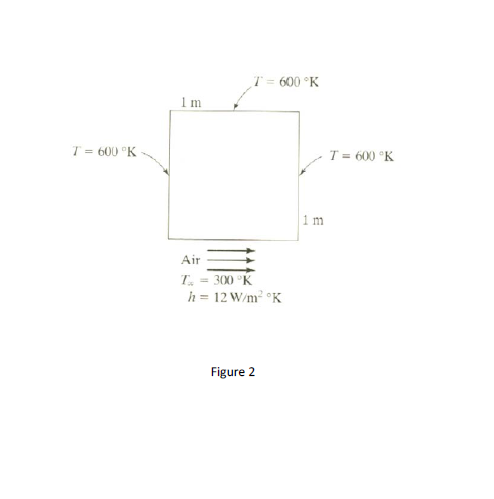 T = 600 °K
1 m
T = 600 °K
T = 600 °K
1 m
Air
T∞ = 300 °K
h = 12 W/m² °K
Figure 2